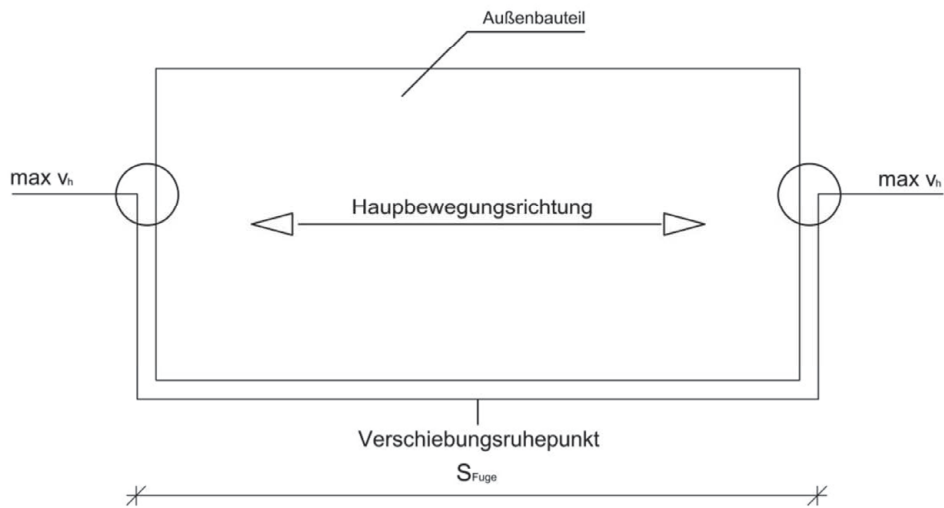 Außenbauteil
max vh
max vh
Haupbewegungsrichtung
Verschiebungsruhepunkt
SFuge